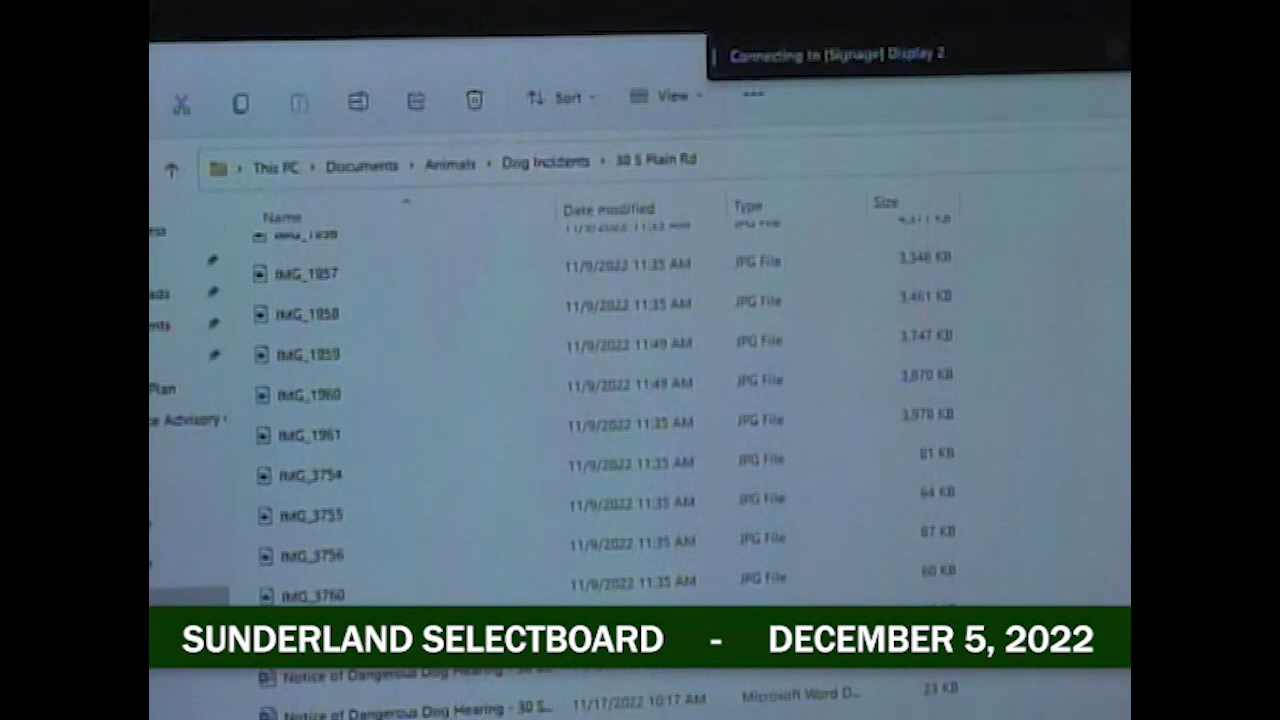 Connecting to [Signage] Display 2
Sort
View
This PC > Documents > Animals > Dog Incidents > 30 S Plain Rd
Name Date modified Type Size
IMG_1957 11/9/2022 11:35 AM JPG File 3,346 KB
IMG_1958 11/9/2022 11:35 AM JPG File 3,461 KB
IMG_1959 11/9/2022 11:49 AM JPG File 3,747 KB
IMG_1960 11/9/2022 11:49 AM JPG File 3,870 KB
IMG_1961 11/9/2022 11:35 AM JPG File 3,978 KB
IMG_3754 11/9/2022 11:35 AM JPG File 81 KB
IMG_3755 11/9/2022 11:35 AM JPG File 64 KB
IMG_3756 11/9/2022 11:35 AM JPG File 87 KB
IMG_3760 11/9/2022 11:35 AM JPG File 60 KB
ads
nts
Plan
e Advisory
SUNDERLAND SELECTBOARD - DECEMBER 5, 2022
Notice of Dangerous Dog Hearing - 30
Notice of Dangerous Dog Hearing - 30 S... 11/17/2022 10:17 AM Microsoft Word D... 23 KB